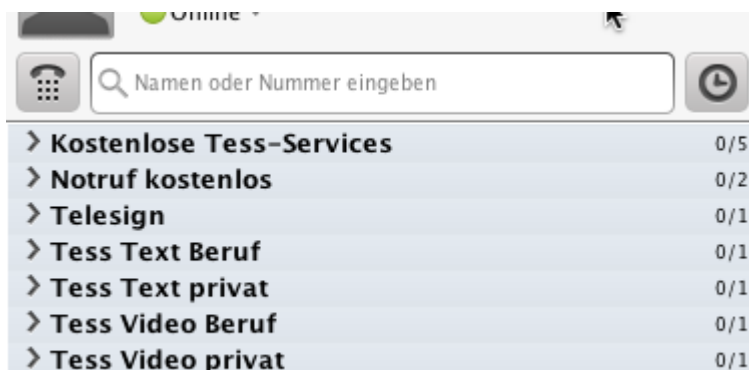 Online
Namen oder Nummer eingeben
Kostenlose Tess-Services 0/5
Notruf kostenlos 0/2
Telesign 0/1
Tess Text Beruf 0/1
Tess Text privat 0/1
Tess Video Beruf 0/1
Tess Video privat 0/1